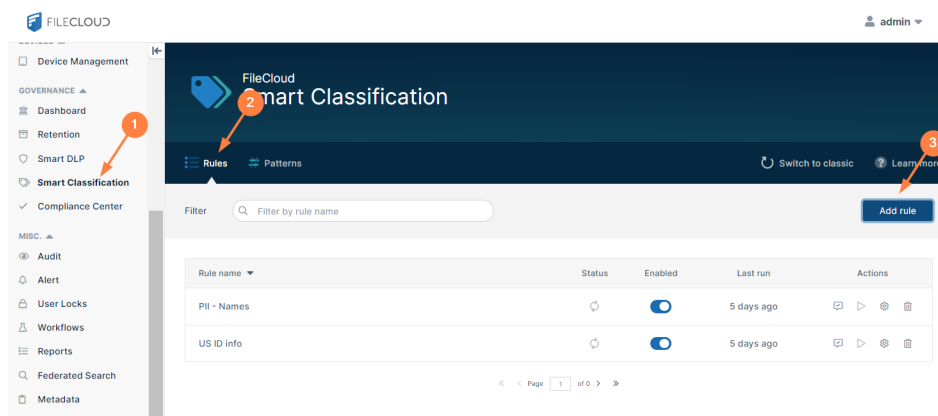 FILECLOUD
admin
Device Management
GOVERNANCE
Dashboard
Retention
Smart DLP
Smart Classification
Compliance Center
MISC.
Audit
Alert
User Locks
Workflows
Reports
Federated Search
Metadata
1
FileCloud
Smart Classification
2
Rules
Patterns
Switch to classic
Learn more
3
Filter
Filter by rule name
Add rule
Rule name Status Enabled Last run Actions
PII - Names 5 days ago
US ID info 5 days ago
Page 1 of 0